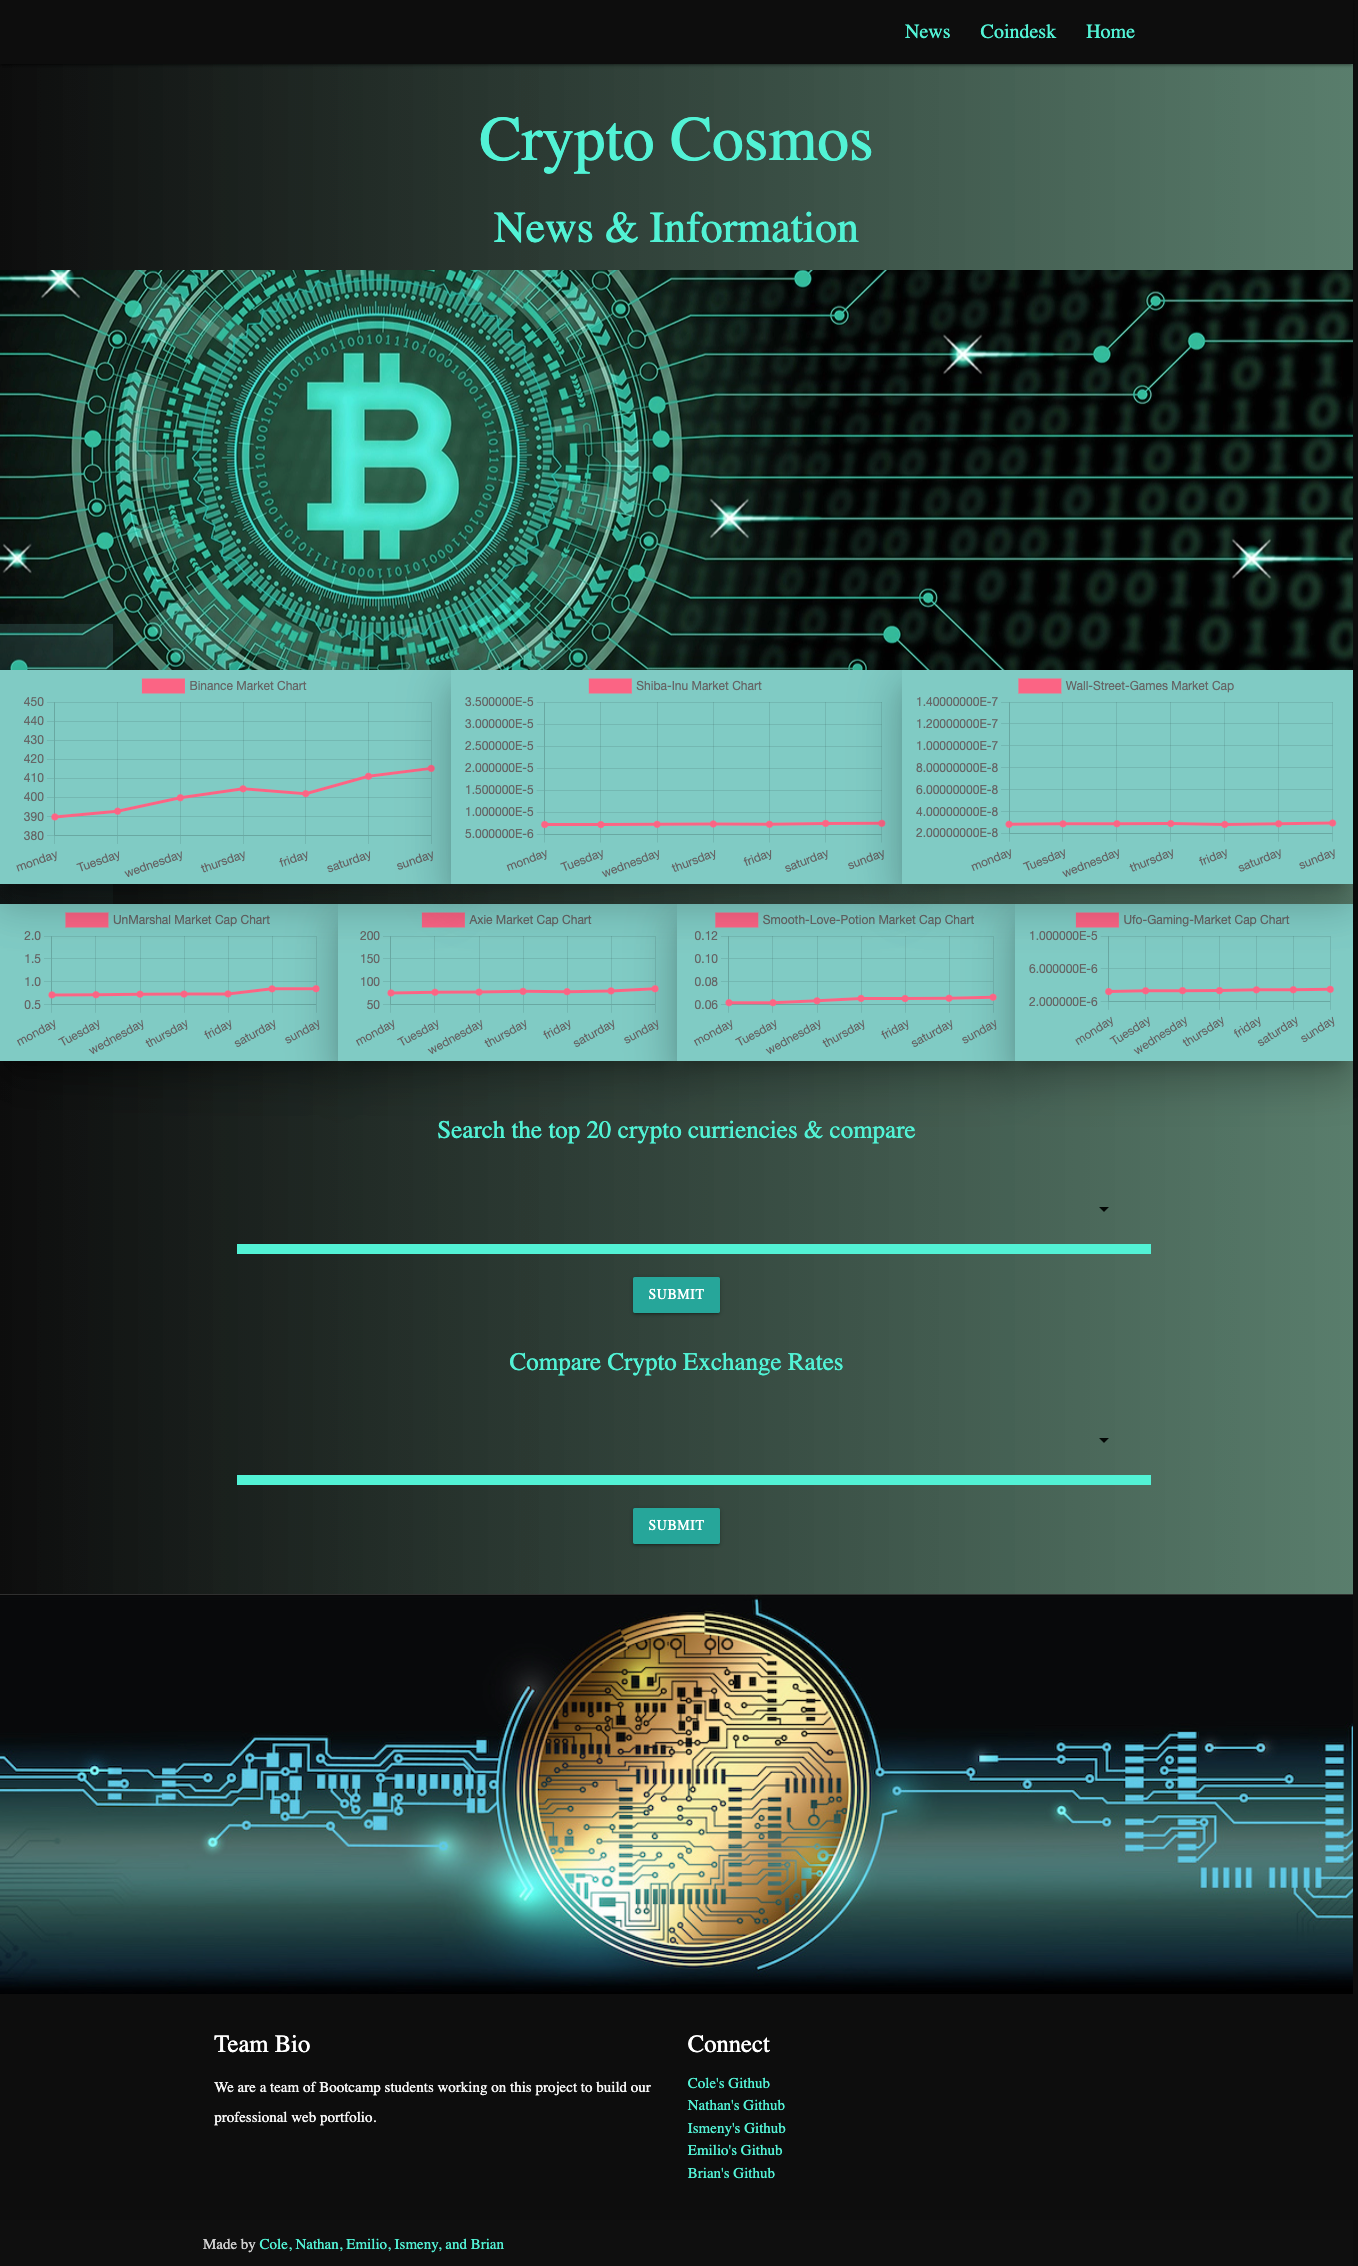 News Coindesk Home
Crypto Cosmos
News & Information
Binance Market Chart
450
440
430
420
410
400
390
380
monday Tuesday wednesday thursday friday saturday sunday
Shiba-Inu Market Chart
3.500000E-5
3.000000E-5
2.500000E-5
2.000000E-5
1.500000E-5
1.000000E-5
5.000000E-6
monday Tuesday wednesday thursday friday saturday sunday
Wall-Street-Games Market Cap
1.40000000E-7
1.20000000E-7
1.00000000E-7
8.00000000E-8
6.00000000E-8
4.00000000E-8
2.00000000E-8
monday Tuesday wednesday thursday friday saturday sunday
UnMarshal Market Cap Chart
2.0
1.5
1.0
0.5
monday Tuesday wednesday thursday friday saturday sunday
Axie Market Cap Chart
200
150
100
50
monday Tuesday wednesday thursday friday saturday sunday
Smooth-Love-Potion Market Cap Chart
0.12
0.10
0.08
0.06
monday Tuesday wednesday thursday friday saturday sunday
Ufo-Gaming-Market Cap Chart
1.000000E-5
6.000000E-6
2.000000E-6
monday Tuesday wednesday thursday friday saturday sunday
Search the top 20 crypto curriencies & compare
SUBMIT
Compare Crypto Exchange Rates
SUBMIT
Team Bio
We are a team of Bootcamp students working on this project to build our
professional web portfolio.
Connect
Cole's Github
Nathan's Github
Ismeny's Github
Emilio's Github
Brian's Github
Made by Cole, Nathan, Emilio, Ismeny, and Brian